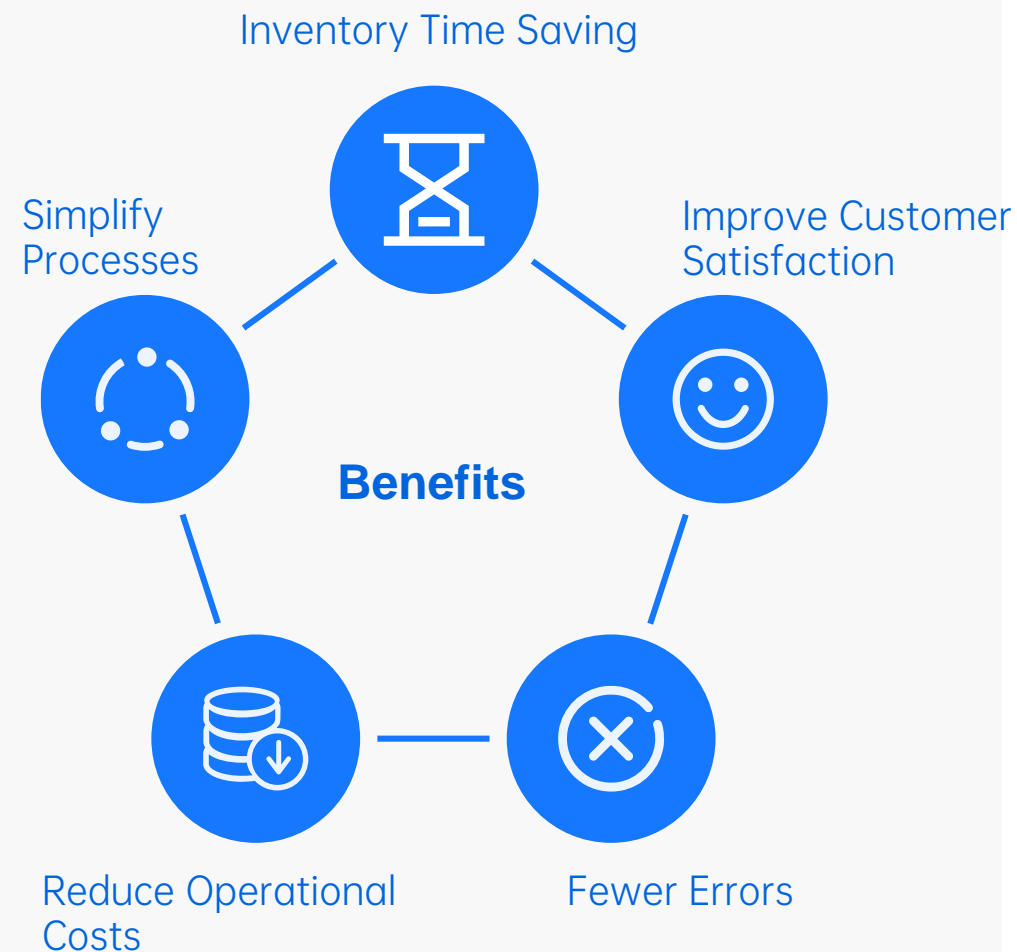 Inventory Time Saving
Simplify
Processes
Improve Customer
Satisfaction
Benefits
Reduce Operational
Costs
Fewer Errors